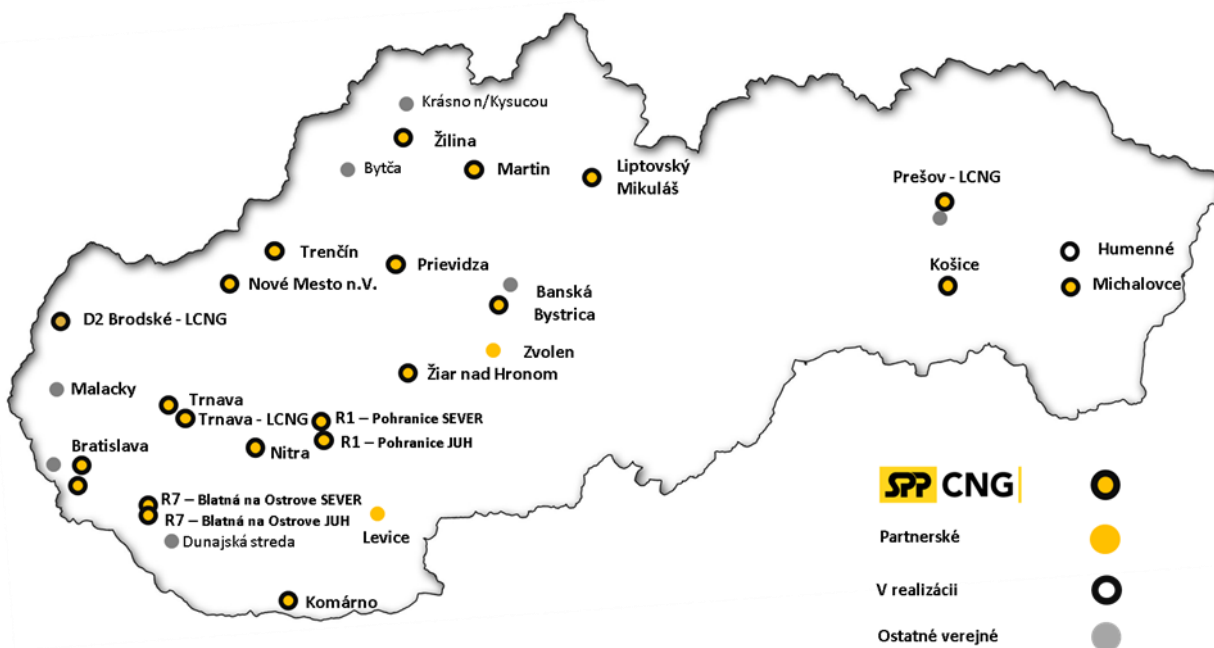 Krásno n/Kysucou
Žilina
Bytča
Martin
Liptovský
Mikuláš
Prešov - LCNG
Trenčín
Prievidza
Humenné
Nové Mesto n.V.
Košice
Michalovce
Banská
Bystrica
D2 Brodské - LCNG
Zvolen
Žiar nad Hronom
Malacky
Trnava
Trnava - LCNG
R1 – Pohranice SEVER
R1 – Pohranice JUH
Bratislava
Nitra
SPP CNG
R7 – Blatná na Ostrove SEVER
R7 – Blatná na Ostrove JUH
Levice
Partnerské
Dunajská streda
V realizácii
Komárno
Ostatné verejné